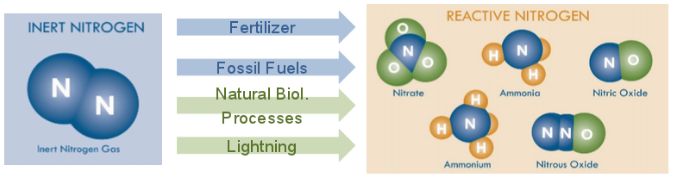 INERT NITROGEN
N N
Inert Nitrogen Gas
Fertilizer
Fossil Fuels
Natural Biol.
Processes
Lightning
REACTIVE NITROGEN
O
N
O O
Nitrate
N
H H
H
Ammonia
N O
Nitric Oxide
H
N
H H
H
Ammonium
N N O
Nitrous Oxide